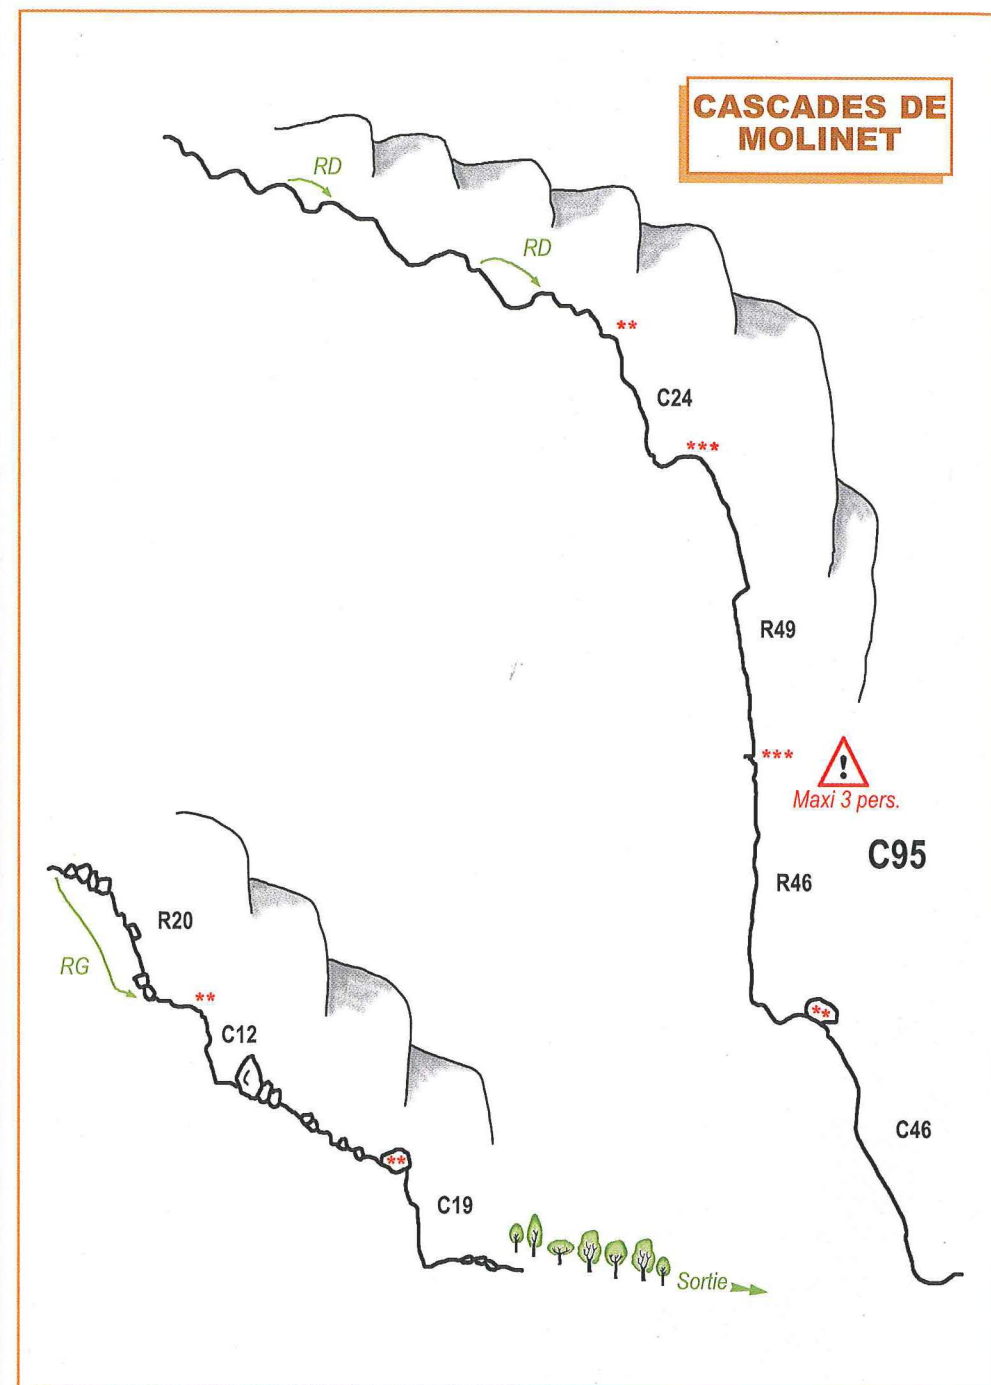 CASCADES DE
MOLINET
RD
RD
**
C24
***
R49
***
!
Maxi 3 pers.
C95
R46
**
C46
R20
RG
**
C12
**
C19
Sortie